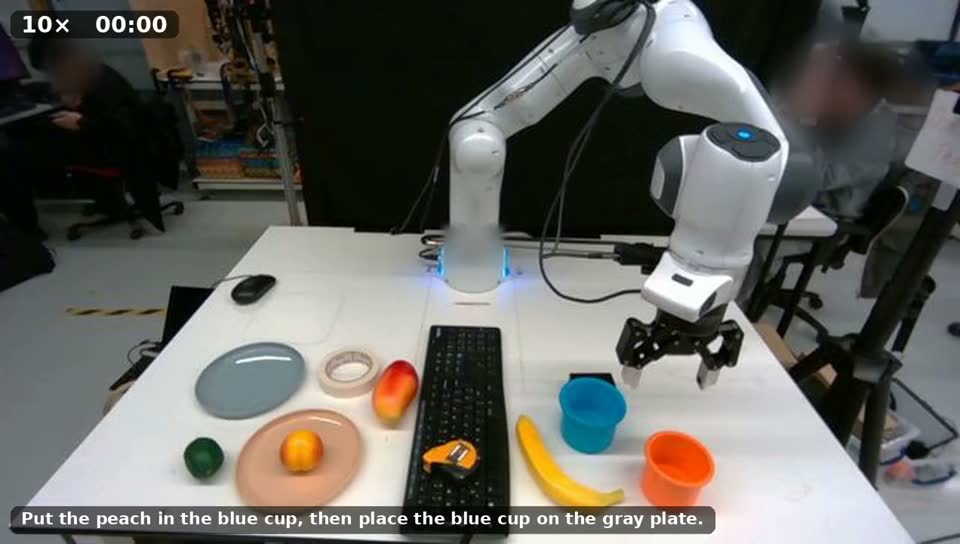 10× 00:00
Put the peach in the blue cup, then place the blue cup on the gray plate.